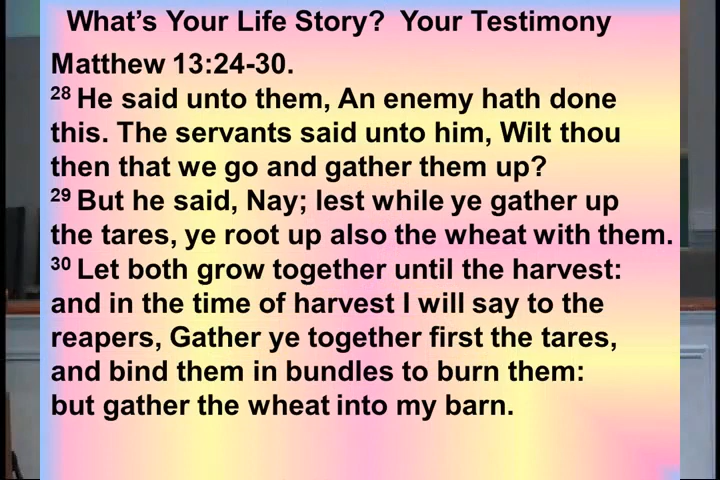 What's Your Life Story?  Your Testimony
Matthew 13:24-30.
28 He said unto them, An enemy hath done
this. The servants said unto him, Wilt thou
then that we go and gather them up?
29 But he said, Nay; lest while ye gather up
the tares, ye root up also the wheat with them.
30 Let both grow together until the harvest:
and in the time of harvest I will say to the
reapers, Gather ye together first the tares,
and bind them in bundles to burn them:
but gather the wheat into my barn.